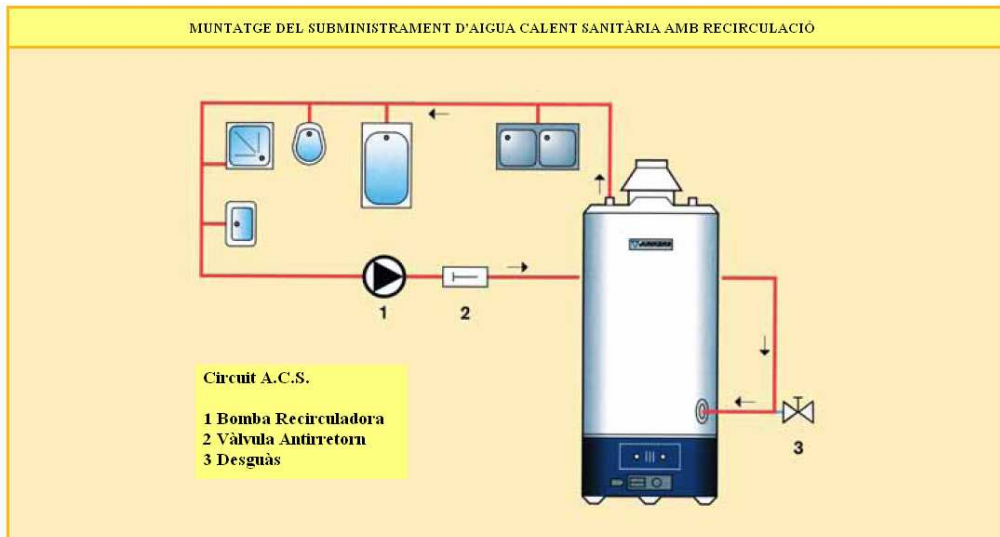 MUNTATGE DEL SUBMINISTRAMENT D'AIGUA CALENT SANITÀRIA AMB RECIRCULACIÓ
JUNKERS
1
2
3
Circuit A.C.S.
1 Bomba Recirculadora
2 Vàlvula Antirretorn
3 Desguàs